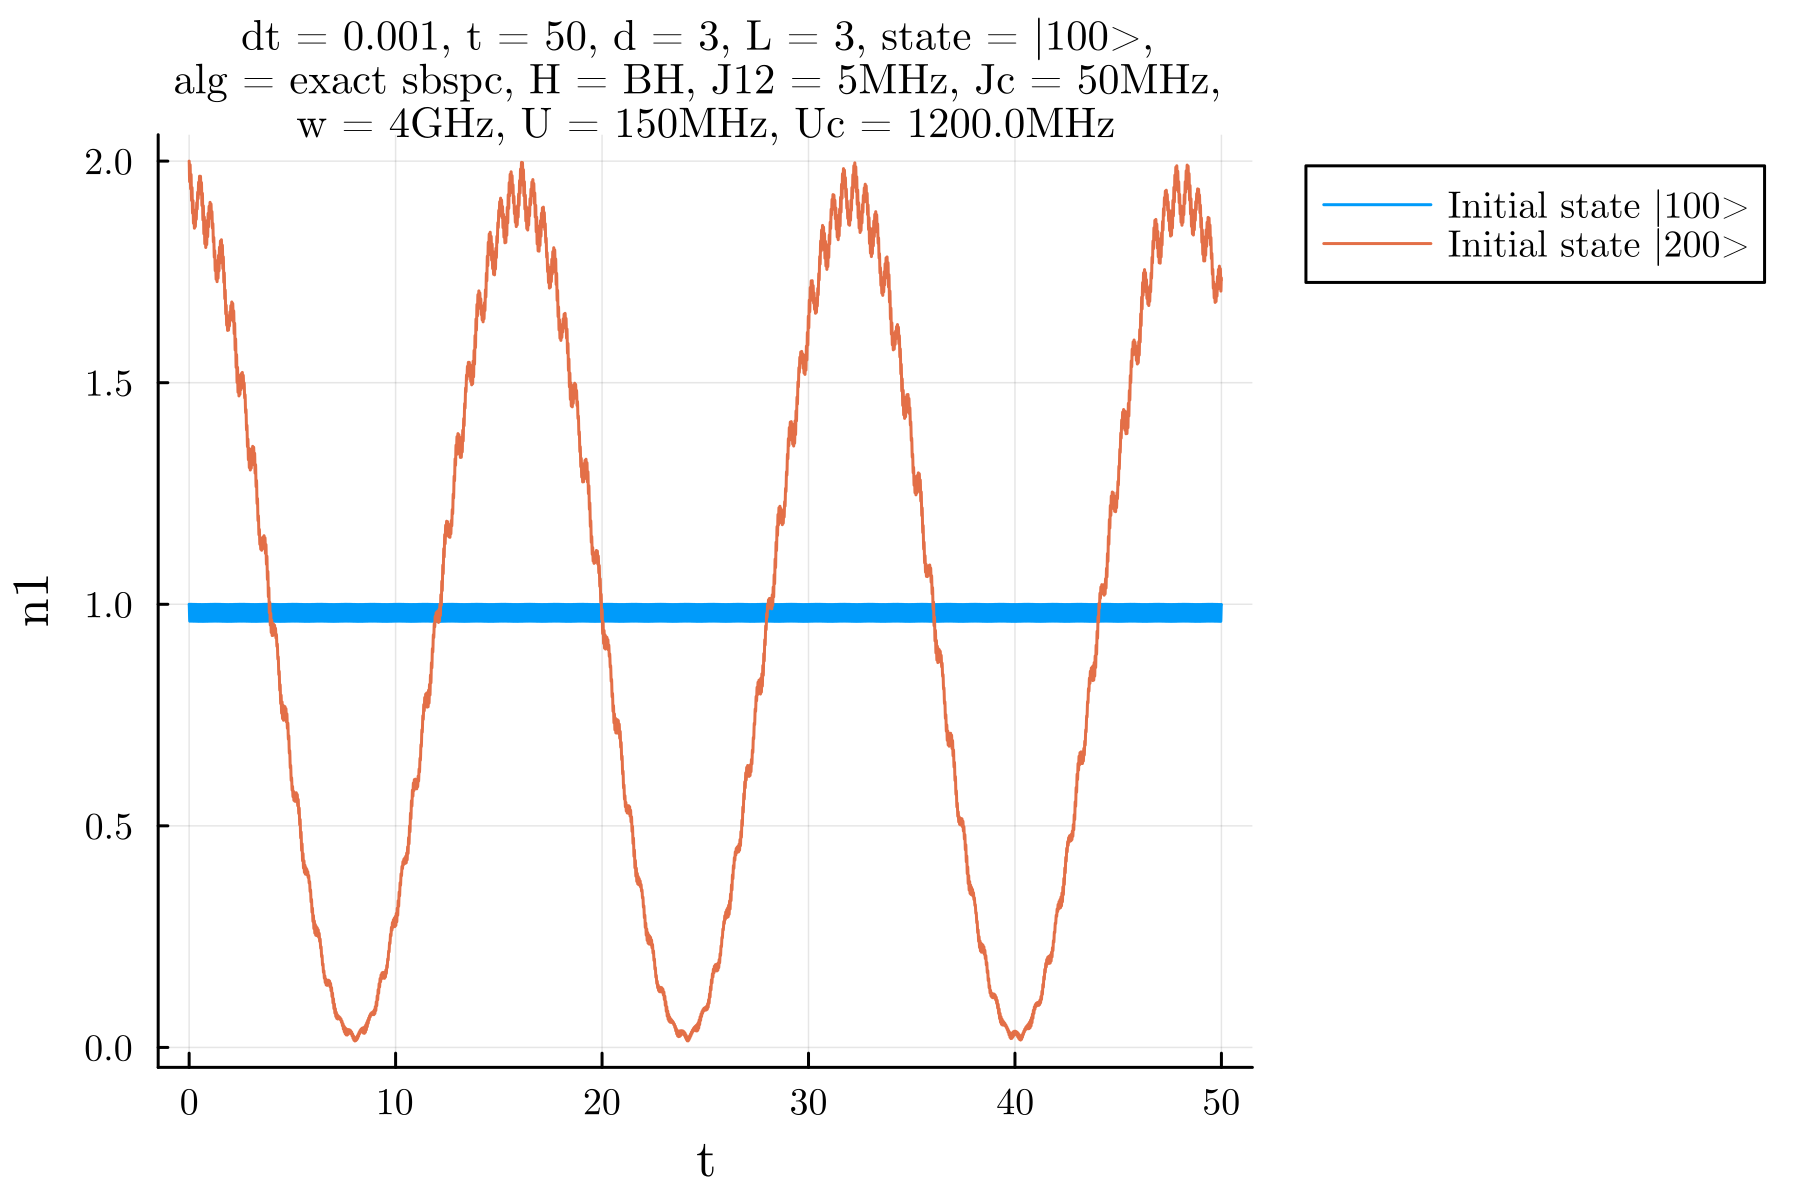 dt = 0.001, t = 50, d = 3, L = 3, state = |100>,
alg = exact sbspc, H = BH, J12 = 5MHz, Jc = 50MHz,
w = 4GHz, U = 150MHz, Uc = 1200.0MHz
2.0
1.5
1.0
0.5
0.0
n1
0 10 20 30 40 50
t
Initial state |100>
Initial state |200>